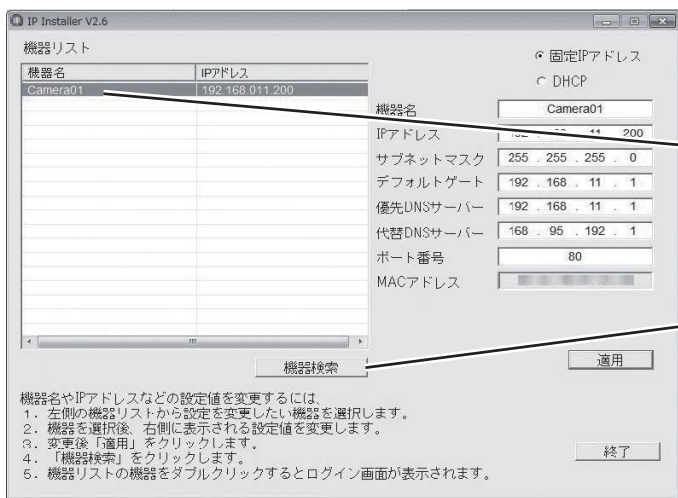 IP Installer V2.6
機器リスト
機器名 IPアドレス
Camera01 192.168.011.200
固定IPアドレス
DHCP
機器名 Camera01
IPアドレス 11 . 200
サブネットマスク 255 . 255 . 255 . 0
デフォルトゲート 192 . 168 . 11 . 1
優先DNSサーバー 192 . 168 . 11 . 1
代替DNSサーバー 168 . 95 . 192 . 1
ポート番号 80
MACアドレス
機器検索
適用
機器名やIPアドレスなどの設定値を変更するには、
1. 左側の機器リストから設定を変更したい機器を選択します。
2. 機器を選択後、右側に表示される設定値を変更します。
3. 変更後「適用」をクリックします。
4. 「機器検索」をクリックします。
5. 機器リストの機器をダブルクリックするとログイン画面が表示されます。
終了